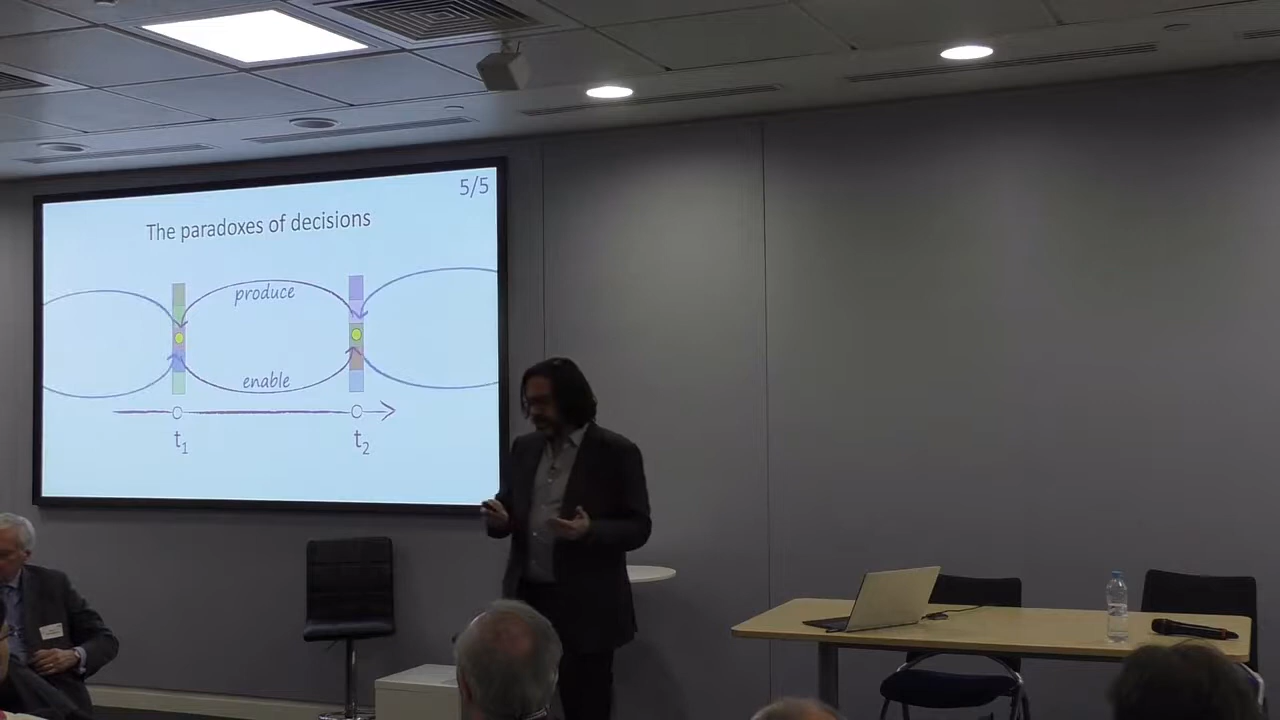 5/5
The paradoxes of decisions
produce
enable
t1
t2